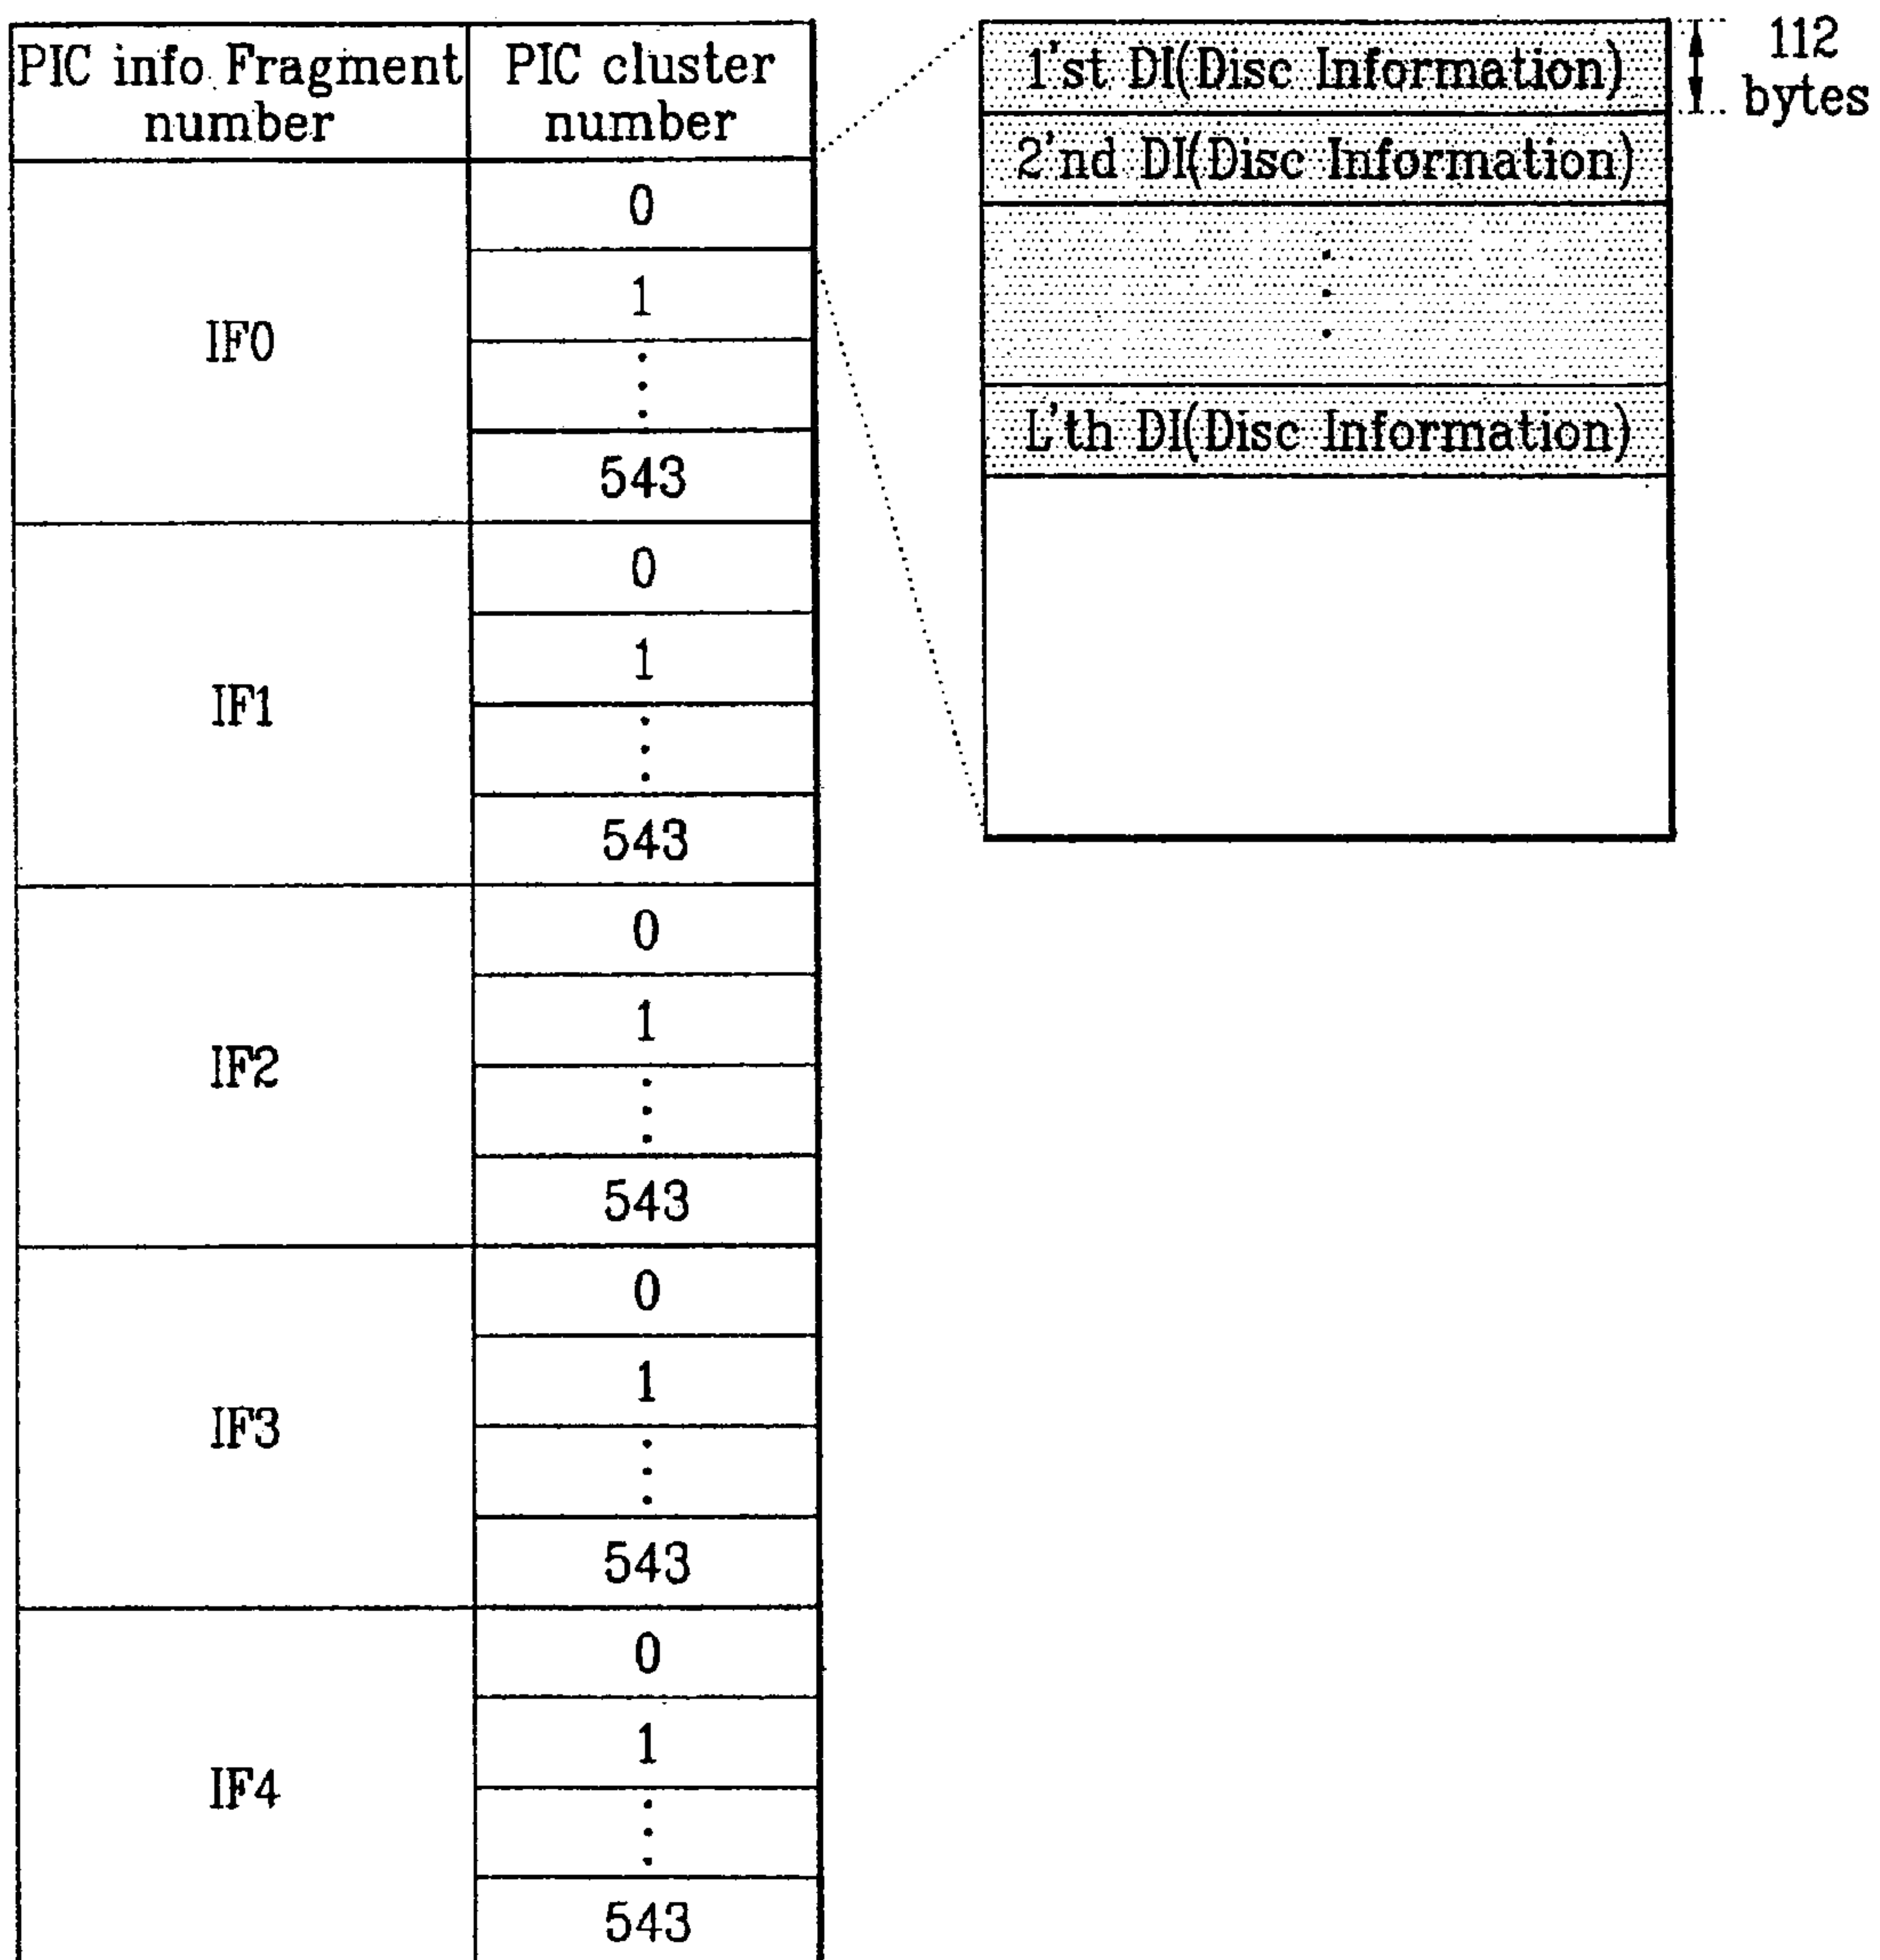 PIC info Fragment number
PIC cluster number
IF0
0
1
543
IF1
0
1
543
IF2
0
1
543
IF3
0
1
543
IF4
0
1
543
1'st DI(Disc Information)
2'nd DI(Disc Information)
L'th DI(Disc Information)
112
bytes